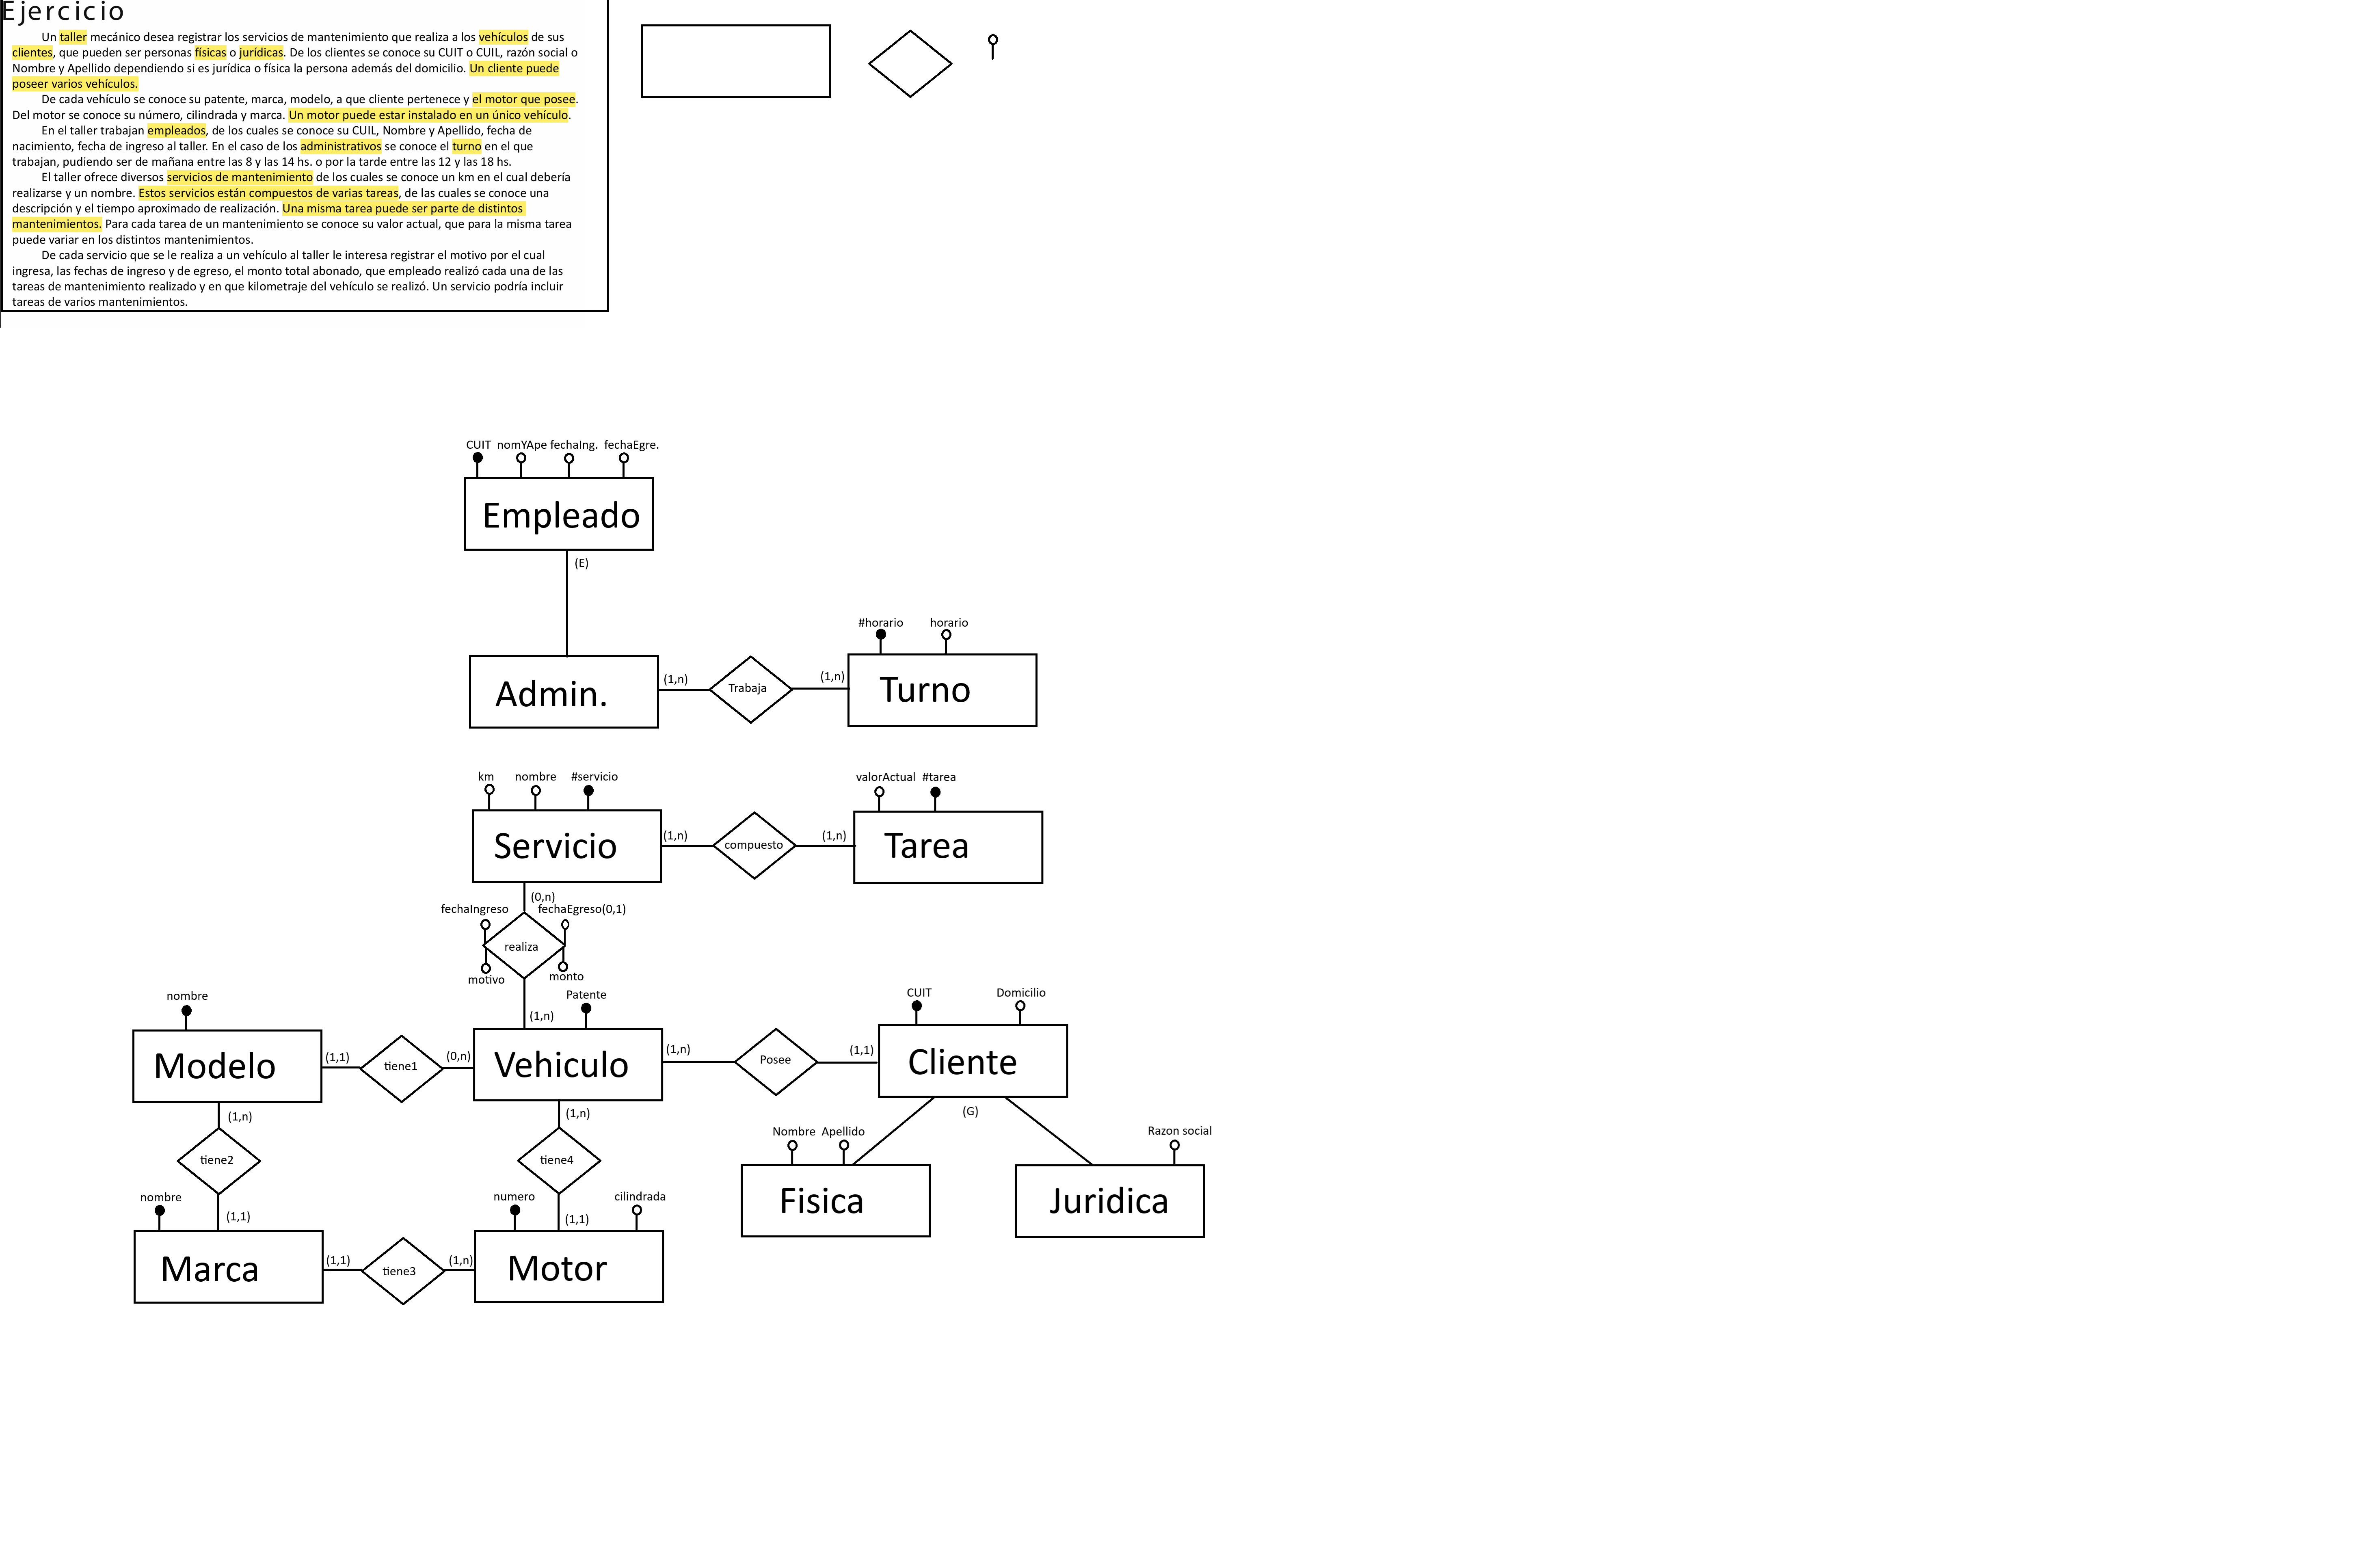 Ejercicio
Un taller mecánico desea registrar los servicios de mantenimiento que realiza a los vehículos de sus
clientes, que pueden ser personas físicas o jurídicas. De los clientes se conoce su CUIT o CUIL, razón social o
Nombre y Apellido dependiendo si es jurídica o física la persona además del domicilio. Un cliente puede
poseer varios vehículos.
De cada vehículo se conoce su patente, marca, modelo, a que cliente pertenece y el motor que posee.
Del motor se conoce su número, cilindrada y marca. Un motor puede estar instalado en un único vehículo.
En el taller trabajan empleados, de los cuales se conoce su CUIL, Nombre y Apellido, fecha de
nacimiento, fecha de ingreso al taller. En el caso de los administrativos se conoce el turno en el que
trabajan, pudiendo ser de mañana entre las 8 y las 14 hs. o por la tarde entre las 12 y las 18 hs.
El taller ofrece diversos servicios de mantenimiento de los cuales se conoce un km en el cual debería
realizarse y un nombre. Estos servicios están compuestos de varias tareas, de las cuales se conoce una
descripción y el tiempo aproximado de realización. Una misma tarea puede ser parte de distintos
mantenimientos. Para cada tarea de un mantenimiento se conoce su valor actual, que para la misma tarea
puede variar en los distintos mantenimientos.
De cada servicio que se le realiza a un vehículo al taller le interesa registrar el motivo por el cual
ingresa, las fechas de ingreso y de egreso, el monto total abonado, que empleado realizó cada una de las
tareas de mantenimiento realizado y en que kilometraje del vehículo se realizó. Un servicio podría incluir
tareas de varios mantenimientos.
CUIT nomYApe fechaIng. fechaEgre.
Empleado
(E)
#horario horario
Admin. (1,n) Trabaja (1,n) Turno
km nombre #servicio valorActual #tarea
Servicio (1,n) compuesto (1,n) Tarea
(0,n)
fechaIngreso fechaEgreso(0,1)
realiza
motivo monto
nombre Patente CUIT Domicilio
(1,n)
Modelo (1,1) tiene1 (0,n) Vehiculo (1,n) Posee (1,1) Cliente
(1,n) (1,n) (G)
Nombre Apellido Razon social
tiene2 tiene4
Fisica Juridica
nombre numero cilindrada
(1,1) (1,1)
Marca (1,1) tiene3 (1,n) Motor